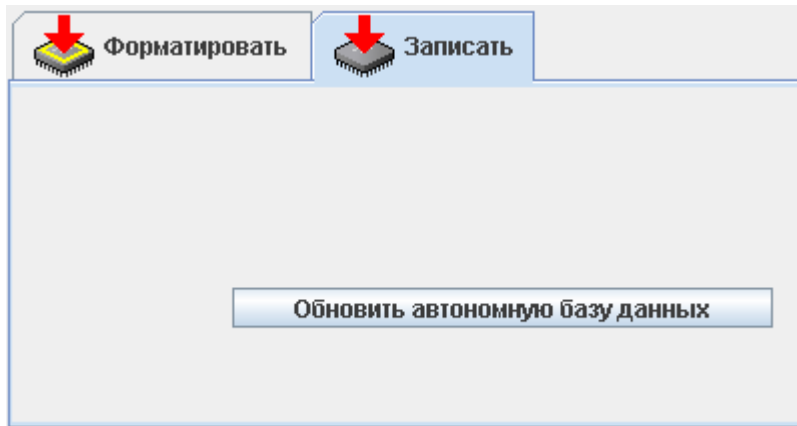 Форматировать
Записать
Обновить автономную базу данных